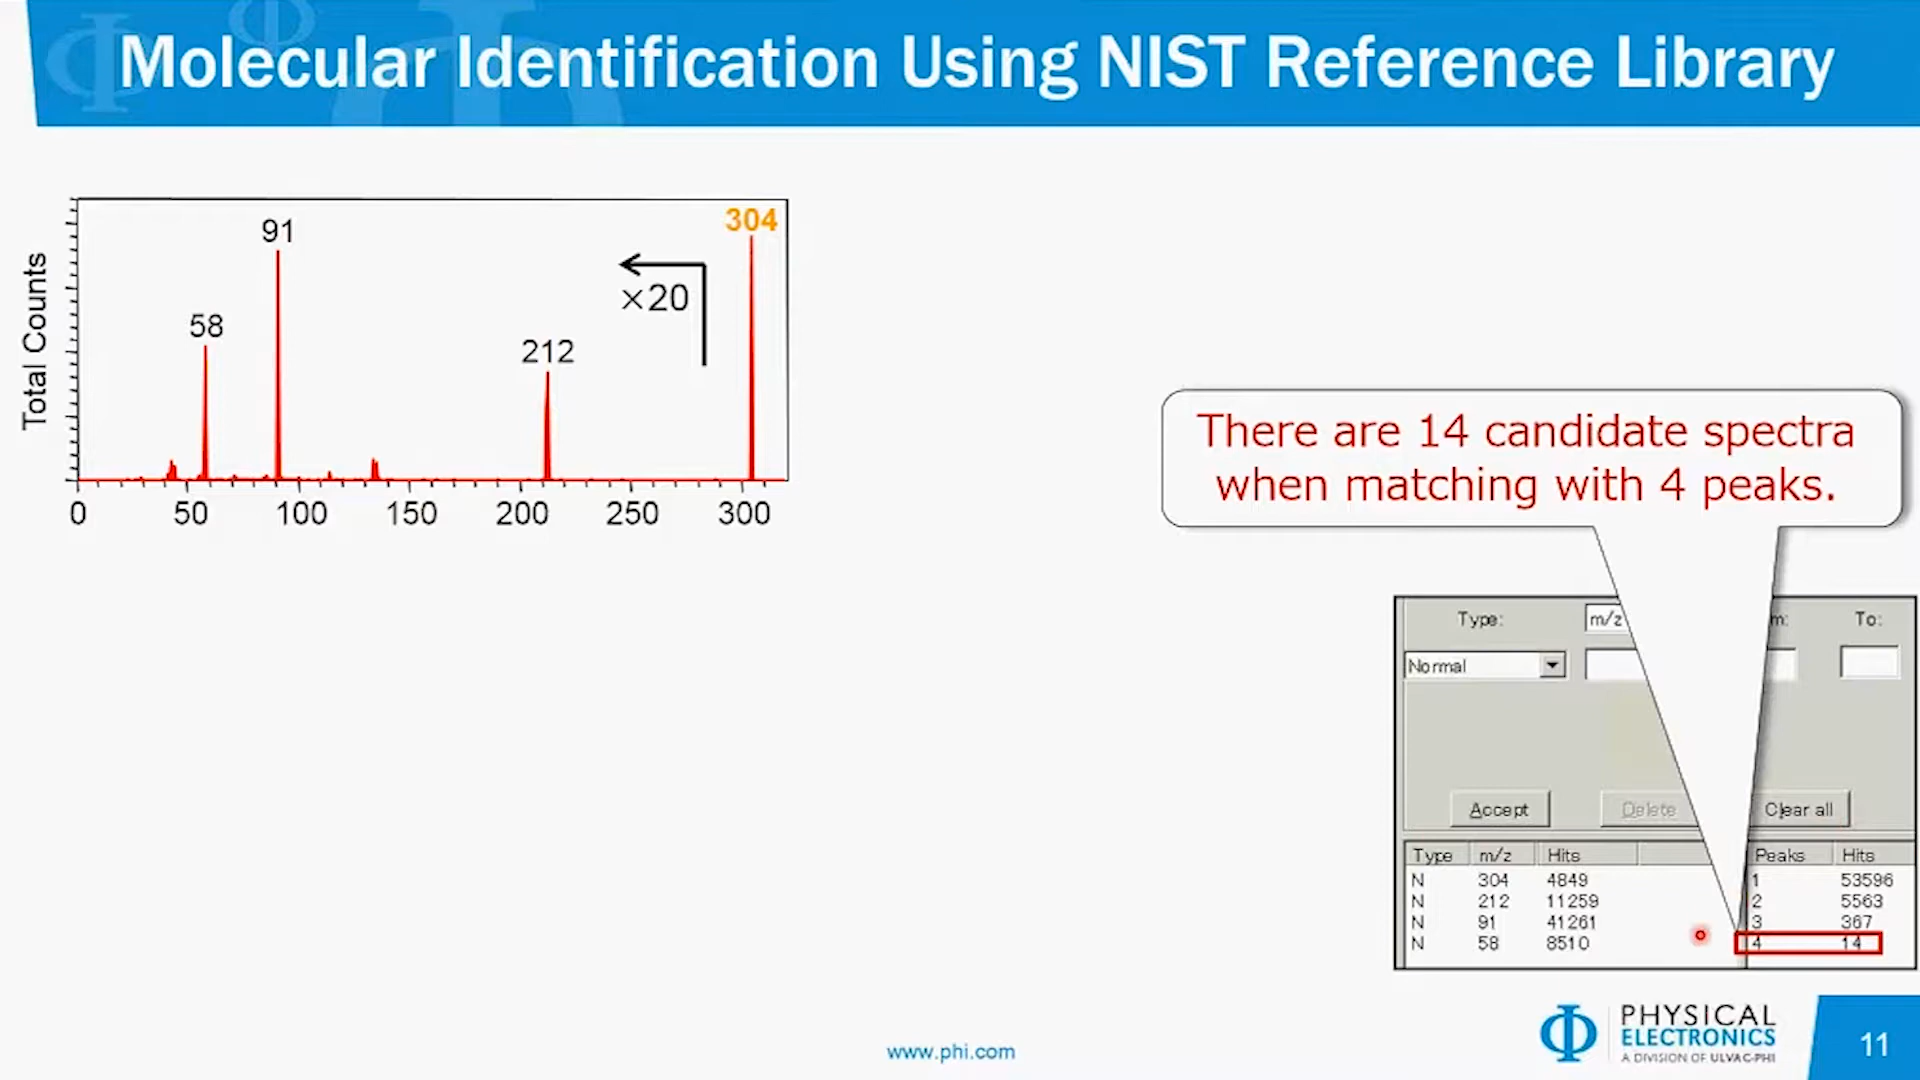 Molecular Identification Using NIST Reference Library
Total Counts
58
91
212
304
×20
0 50 100 150 200 250 300
There are 14 candidate spectra
when matching with 4 peaks.
Type: m/z To:
Normal
Accept Delete Clear all
Type m/z Hits Peaks Hits
N 304 4849 1 53596
N 212 11259 2 5563
N 91 41261 3 367
N 58 8510 4 14
www.phi.com
PHYSICAL
ELECTRONICS
A DIVISION OF ULVAC-PHI
11